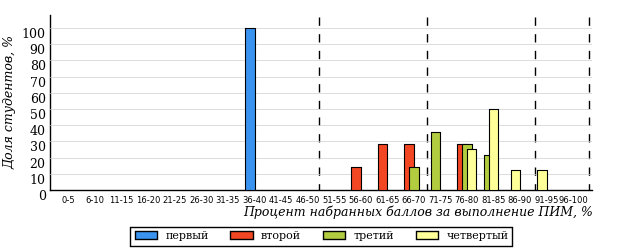 Доля студентов, %
100
90
80
70
60
50
40
30
20
10
0
0-5 6-10 11-15 16-20 21-25 26-30 31-35 36-40 41-45 46-50 51-55 56-60 61-65 66-70 71-75 76-80 81-85 86-90 91-95 96-100
Процент набранных баллов за выполнение ПИМ, %
первый второй третий четвертый